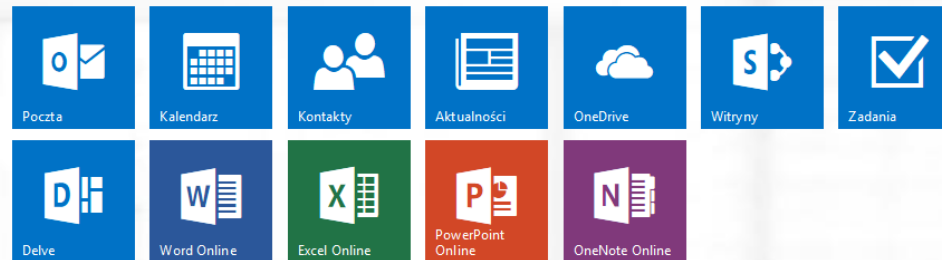 O
S
Poczta
Kalendarz
Kontakty
Aktualności
OneDrive
Witryny
Zadania
D
W
X
P
N
Delve
Word Online
Excel Online
PowerPoint
Online
OneNote Online